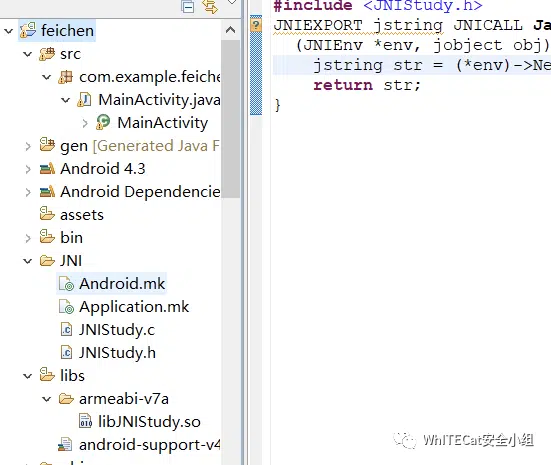 feichen
src
com.example.feiche
MainActivity.java
MainActivity
gen [Generated Java F
Android 4.3
Android Dependencie
assets
bin
JNI
Android.mk
Application.mk
JNIStudy.c
JNIStudy.h
libs
armeabi-v7a
libJNIStudy.so
android-support-v4
#include <JNIStudy.h>
JNIEXPORT jstring JNICALL Ja
(JNIEnv *env, jobject obj)
jstring str = (*env)->Ne
return str;
}
WhITECat安全小组